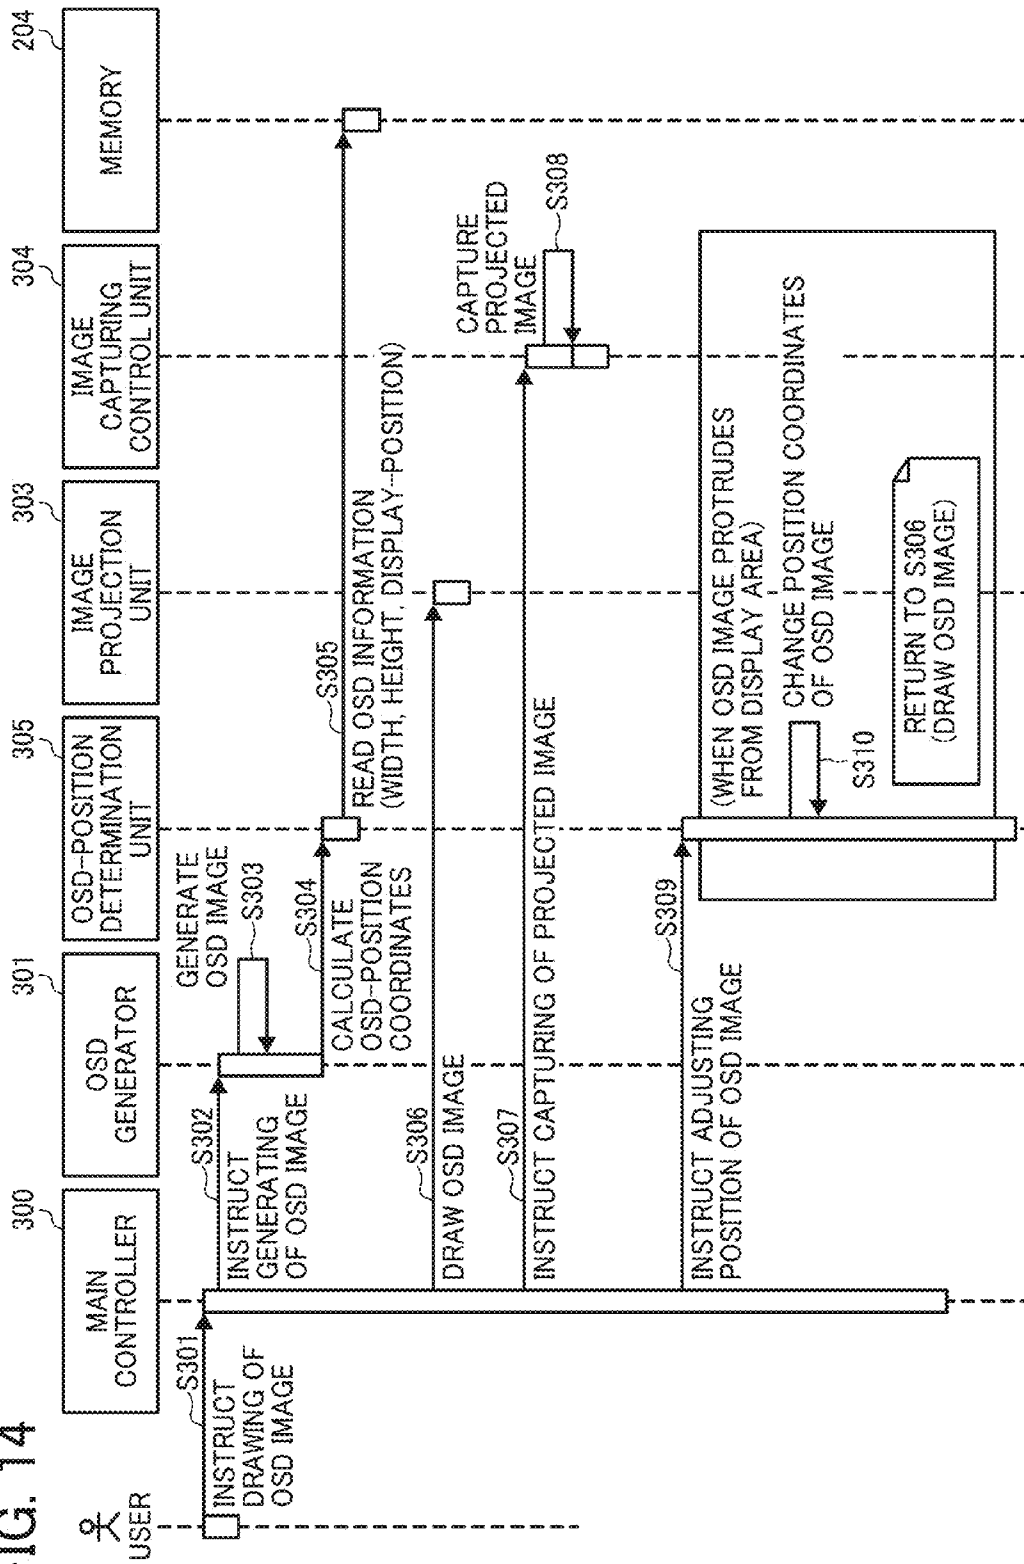 FIG. 14
USER
300
MAIN
CONTROLLER
301
OSD
GENERATOR
305
OSD-POSITION
DETERMINATION
UNIT
303
IMAGE
PROJECTION
UNIT
304
IMAGE
CAPTURING
CONTROL UNIT
204
MEMORY
S301
INSTRUCT
DRAWING OF
OSD IMAGE
S302
INSTRUCT
GENERATING
OF OSD IMAGE
GENERATE
OSD IMAGE
S303
S304
CALCULATE
OSD-POSITION
COORDINATES
S305
READ OSD INFORMATION
(WIDTH, HEIGHT, DISPLAY-POSITION)
S306
DRAW OSD IMAGE
S307
INSTRUCT CAPTURING OF PROJECTED IMAGE
CAPTURE
PROJECTED
IMAGE
S308
S309
INSTRUCT ADJUSTING
POSITION OF OSD IMAGE
(WHEN OSD IMAGE PROTRUDES
FROM DISPLAY AREA)
CHANGE POSITION COORDINATES
OF OSD IMAGE
S310
RETURN TO S306
(DRAW OSD IMAGE)